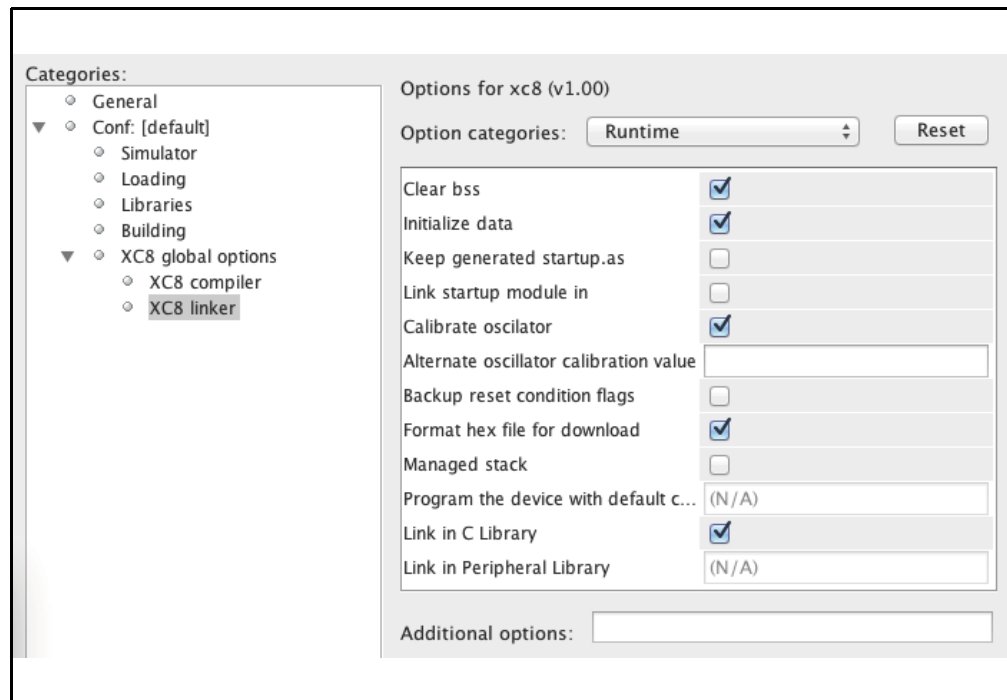 Categories:
General
Conf: [default]
Simulator
Loading
Libraries
Building
XC8 global options
XC8 compiler
XC8 linker
Options for xc8 (v1.00)
Option categories: Runtime Reset
Clear bss
Initialize data
Keep generated startup.as
Link startup module in
Calibrate oscilator
Alternate oscillator calibration value
Backup reset condition flags
Format hex file for download
Managed stack
Program the device with default c... (N/A)
Link in C Library
Link in Peripheral Library (N/A)
Additional options: